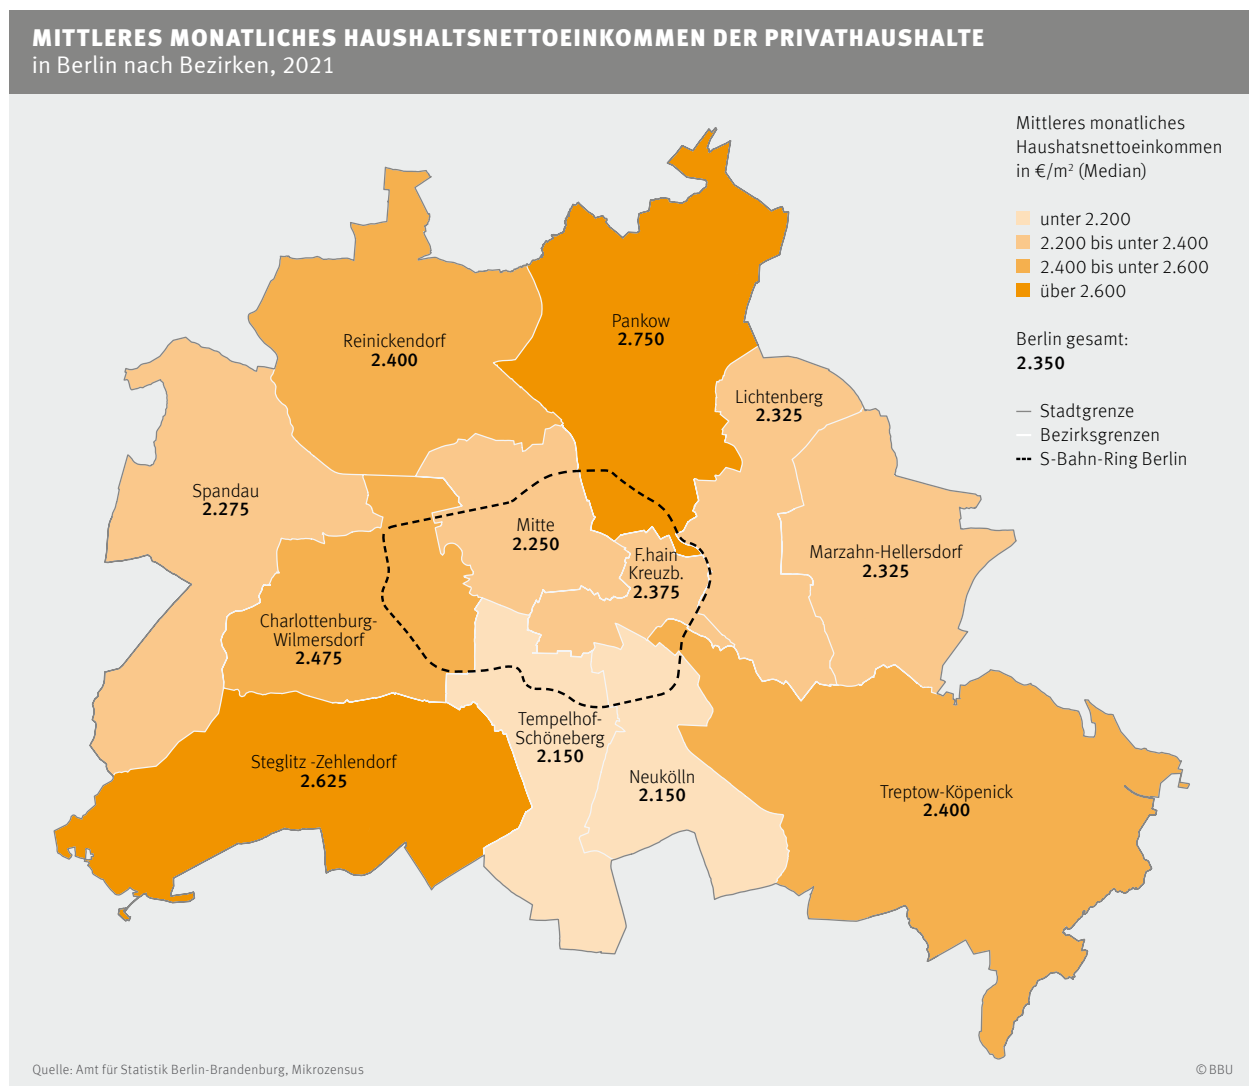 MITTLERES MONATLICHES HAUSHALTSNETTOEINKOMMEN DER PRIVATHAUSHALTE
in Berlin nach Bezirken, 2021
Mittleres monatliches
Haushatsnettoeinkommen
in €/m² (Median)
unter 2.200
2.200 bis unter 2.400
2.400 bis unter 2.600
über 2.600
Berlin gesamt:
2.350
Stadtgrenze
Bezirksgrenzen
S-Bahn-Ring Berlin
Pankow
2.750
Reinickendorf
2.400
Lichtenberg
2.325
Spandau
2.275
Mitte
2.250
F.hain
Kreuzb.
2.375
Marzahn-Hellersdorf
2.325
Charlottenburg-
Wilmersdorf
2.475
Tempelhof-
Schöneberg
2.150
Steglitz -Zehlendorf
2.625
Neukölln
2.150
Treptow-Köpenick
2.400
Quelle: Amt für Statistik Berlin-Brandenburg, Mikrozensus
© BBU